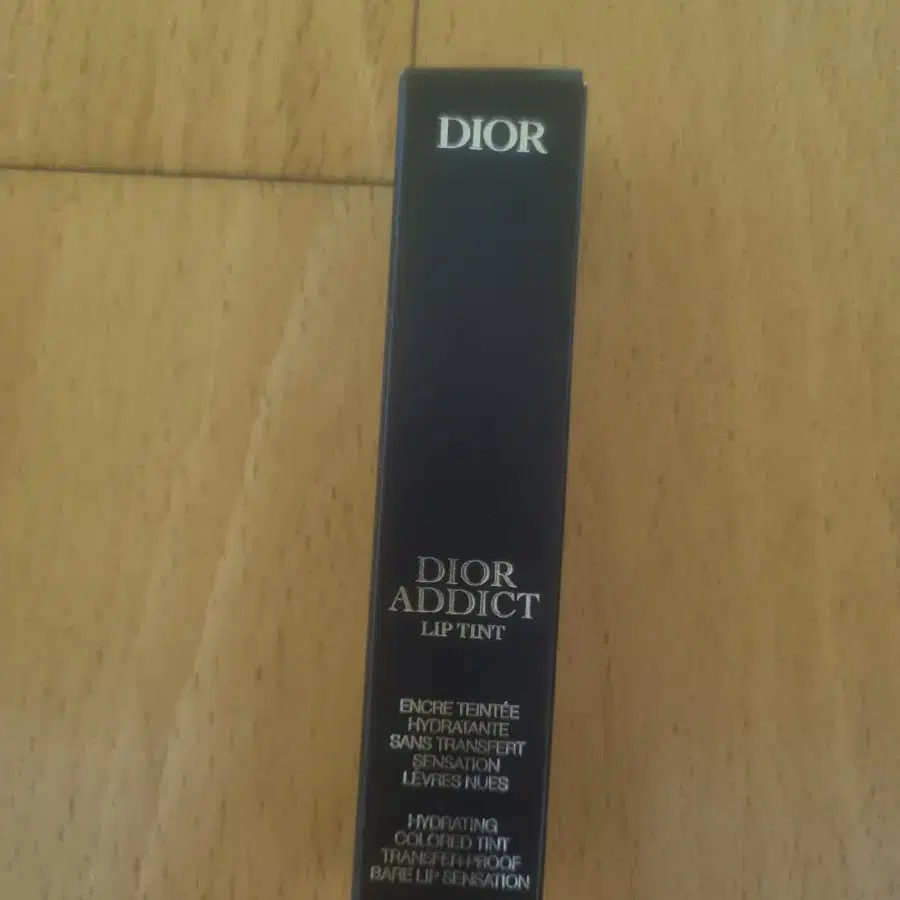 DIOR
DIOR
ADDICT
LIP TINT
ENCRE TEINTÉE
HYDRATANTE
SANS TRANSFERT
SENSATION
LÈVRES NUES
HYDRATING
COLORED TINT
TRANSFER-PROOF
BARE LIP SENSATION